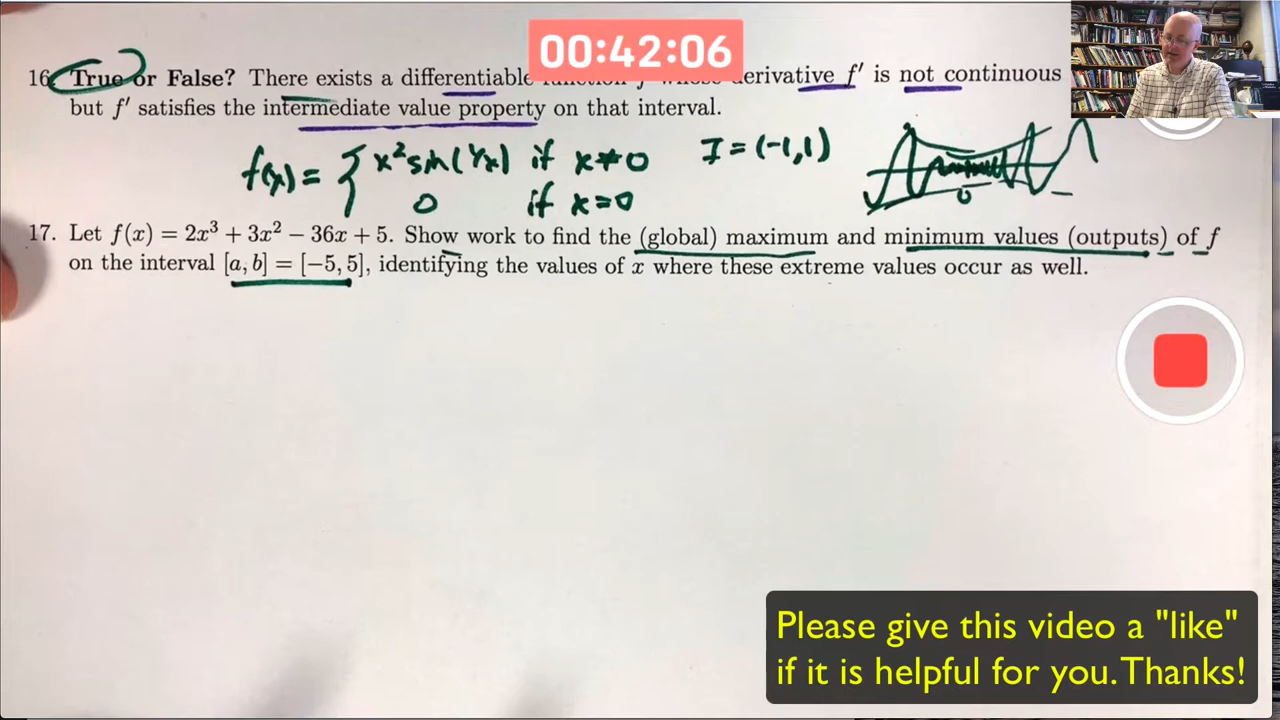 00:42:06
16. True or False? There exists a differentiable derivative f′ is not continuous
but f′ satisfies the intermediate value property on that interval.
f(x) = { x² sin(1/x) if x ≠ 0 I = (-1,1)
0 if x = 0
0
17. Let f(x) = 2x³ + 3x² − 36x + 5. Show work to find the (global) maximum and minimum values (outputs) of f
on the interval [a, b] = [−5, 5], identifying the values of x where these extreme values occur as well.
Please give this video a "like"
if it is helpful for you. Thanks!